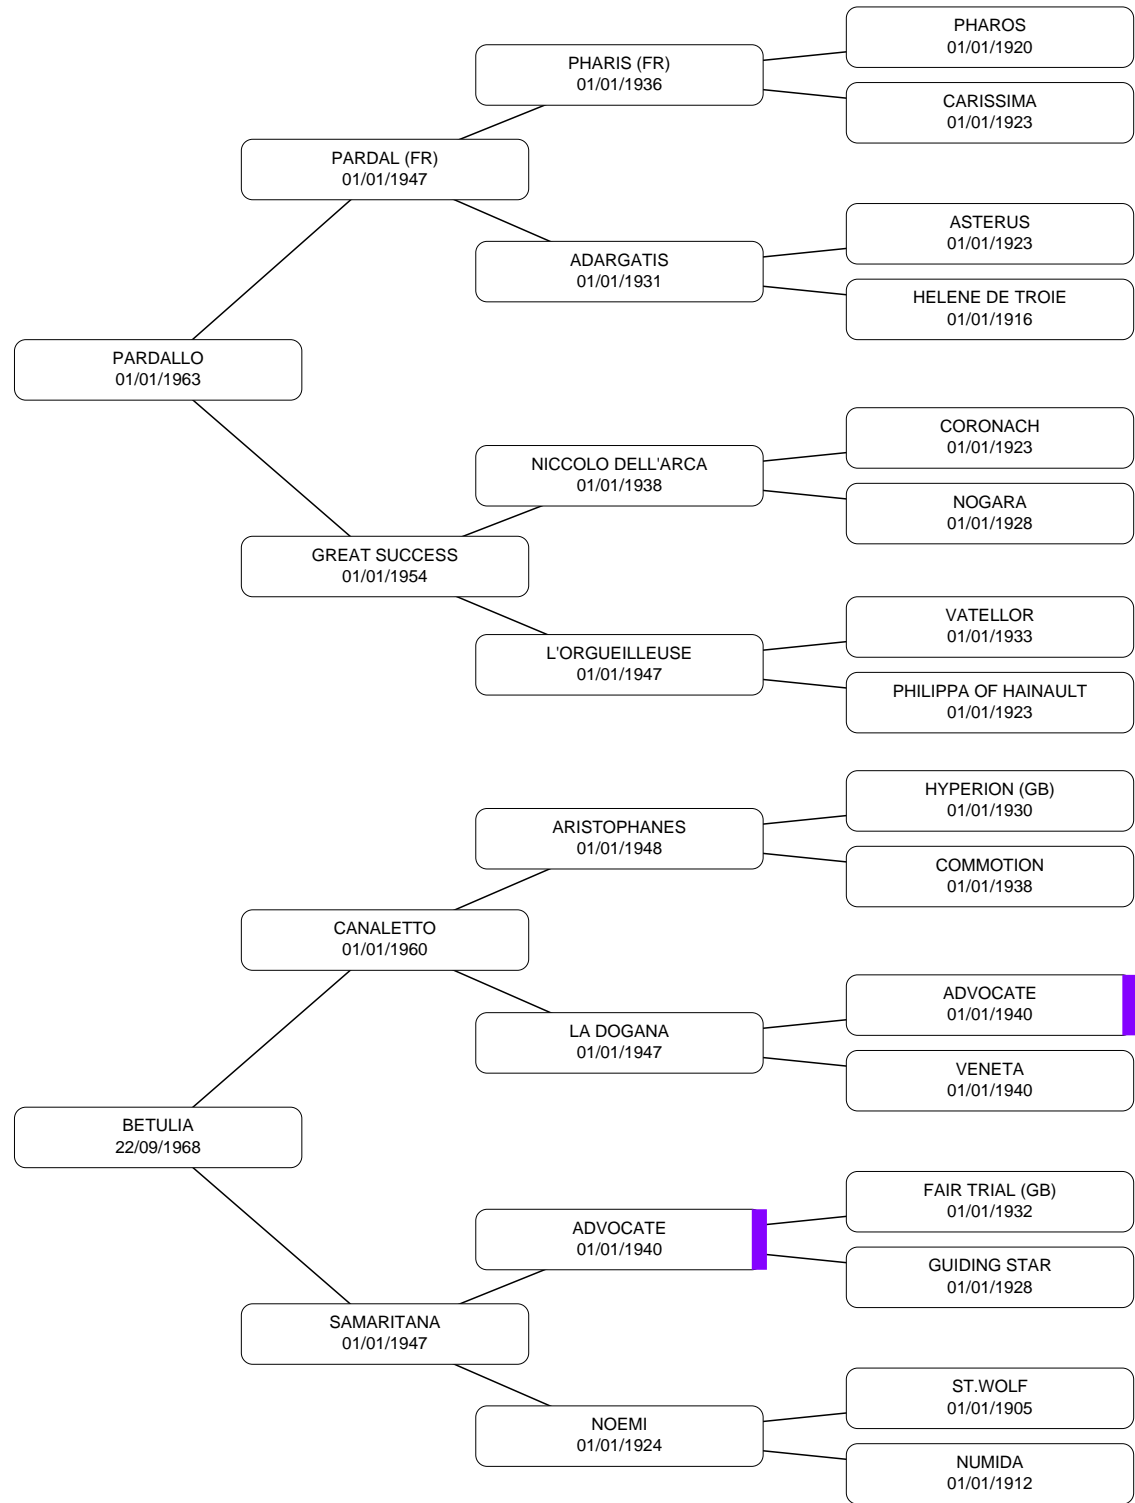 PHAROS
01/01/1920
PHARIS (FR)
01/01/1936
CARISSIMA
01/01/1923
PARDAL (FR)
01/01/1947
ASTERUS
01/01/1923
ADARGATIS
01/01/1931
HELENE DE TROIE
01/01/1916
PARDALLO
01/01/1963
CORONACH
01/01/1923
NICCOLO DELL'ARCA
01/01/1938
NOGARA
01/01/1928
GREAT SUCCESS
01/01/1954
VATELLOR
01/01/1933
L'ORGUEILLEUSE
01/01/1947
PHILIPPA OF HAINAULT
01/01/1923
HYPERION (GB)
01/01/1930
ARISTOPHANES
01/01/1948
COMMOTION
01/01/1938
CANALETTO
01/01/1960
ADVOCATE
01/01/1940
LA DOGANA
01/01/1947
VENETA
01/01/1940
BETULIA
22/09/1968
FAIR TRIAL (GB)
01/01/1932
ADVOCATE
01/01/1940
GUIDING STAR
01/01/1928
SAMARITANA
01/01/1947
ST.WOLF
01/01/1905
NOEMI
01/01/1924
NUMIDA
01/01/1912